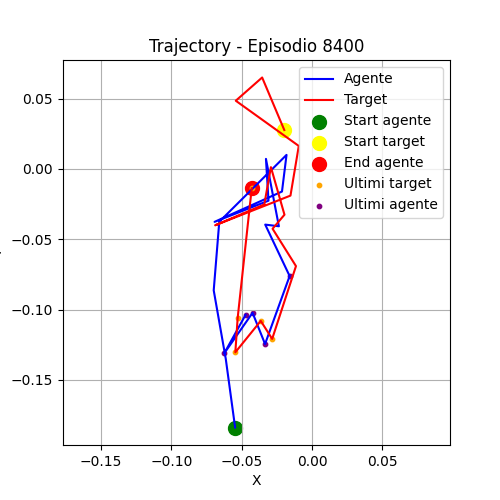 Trajectory - Episodio 8400
Agente
Target
Start agente
Start target
End agente
Ultimi target
Ultimi agente
0.05
0.00
−0.05
−0.10
−0.15
−0.15
−0.10
−0.05
0.00
0.05
X